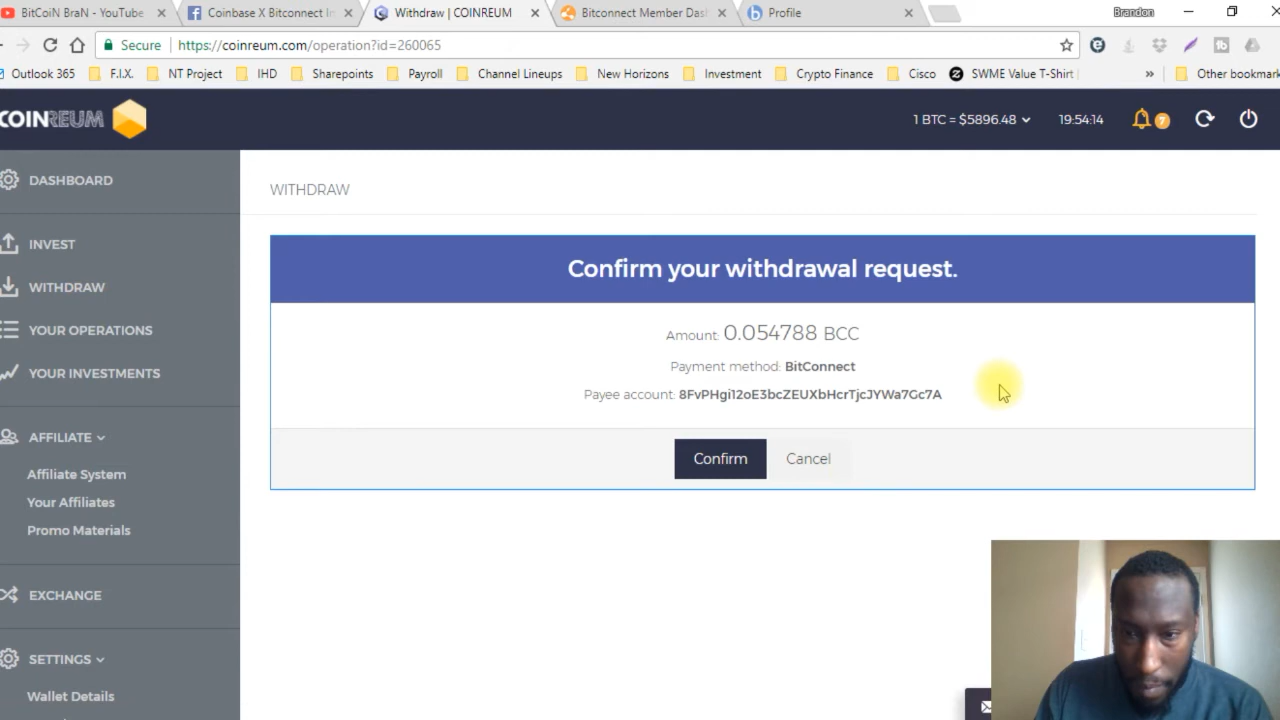 BitCoiN BraN - YouTube
Coinbase X Bitconnect In
Withdraw | COINREUM
Bitconnect Member Das
Profile
Brandon
Secure
https://coinreum.com/operation?id=260065
Outlook 365
F.I.X.
NT Project
IHD
Sharepoints
Payroll
Channel Lineups
New Horizons
Investment
Crypto Finance
Cisco
SWME Value T-Shirt
»
Other bookmar
COINREUM
1 BTC = $5896.48
19:54:14
7
DASHBOARD
INVEST
WITHDRAW
YOUR OPERATIONS
YOUR INVESTMENTS
AFFILIATE
Affiliate System
Your Affiliates
Promo Materials
EXCHANGE
SETTINGS
Wallet Details
WITHDRAW
Confirm your withdrawal request.
Amount: 0.054788 BCC
Payment method: BitConnect
Payee account: 8FvPHgi12oE3bcZEUXbHcrTjcJYWa7Gc7A
Confirm
Cancel